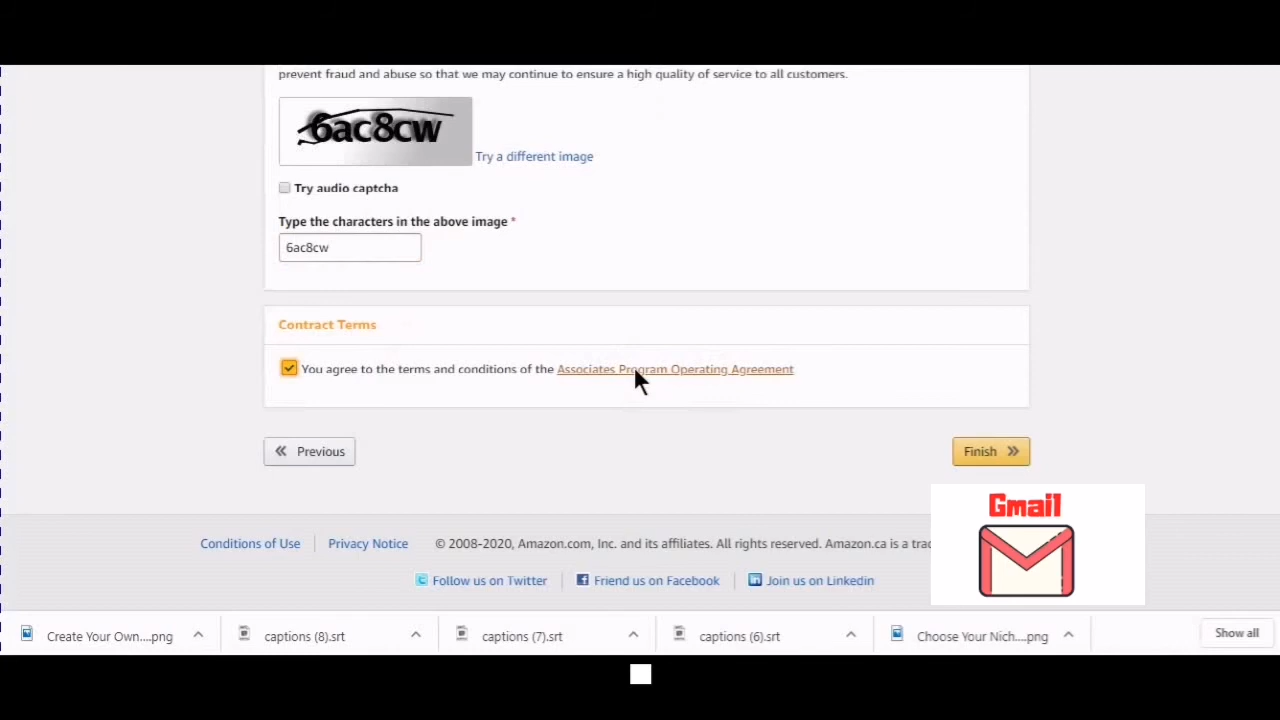 prevent fraud and abuse so that we may continue to ensure a high quality of service to all customers.
6ac8cw
Try a different image
Try audio captcha
Type the characters in the above image *
6ac8cw
Contract Terms
You agree to the terms and conditions of the Associates Program Operating Agreement
Previous
Finish
Gmail
Conditions of Use
Privacy Notice
© 2008-2020, Amazon.com, Inc. and its affiliates. All rights reserved. Amazon.ca is a trad
Follow us on Twitter
Friend us on Facebook
Join us on Linkedin
Create Your Own....png
captions (8).srt
captions (7).srt
captions (6).srt
Choose Your Nich....png
Show all